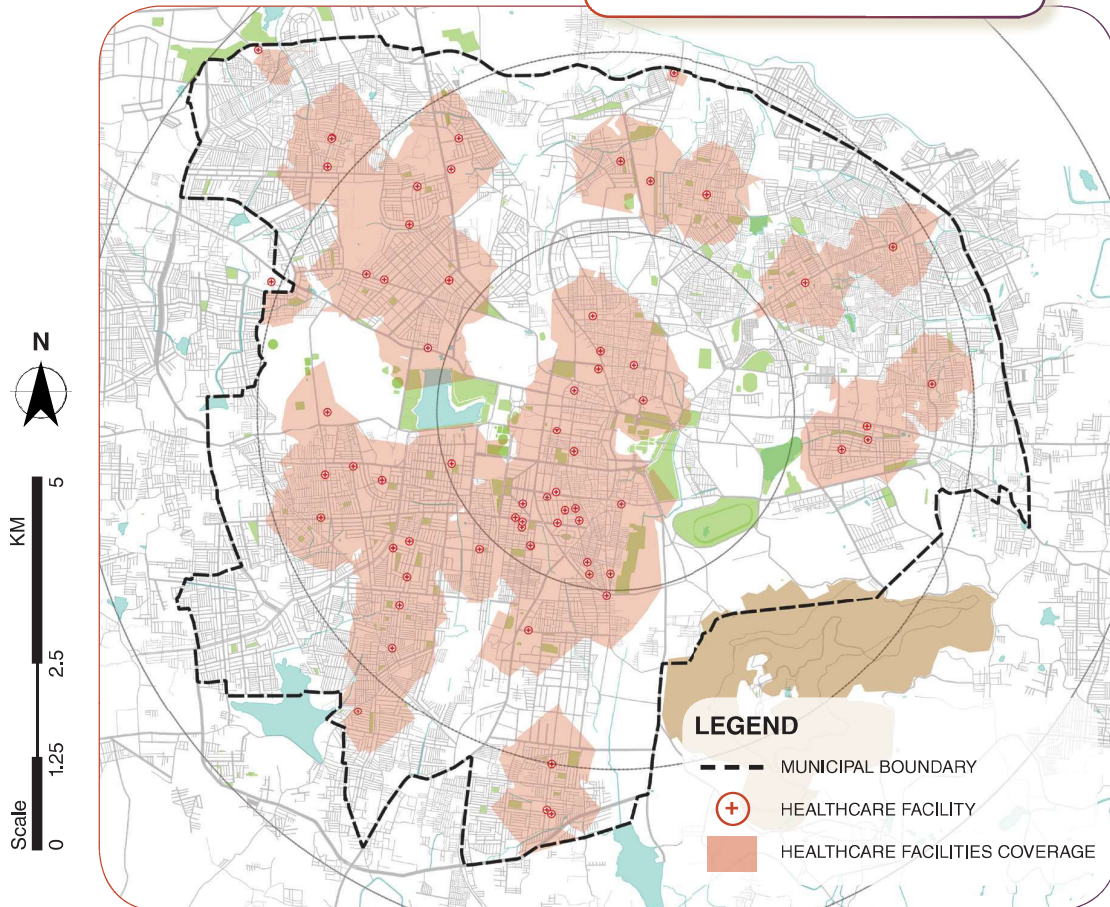 N
KM
5
2.5
1.25
0
Scale
LEGEND
MUNICIPAL BOUNDARY
HEALTHCARE FACILITY
HEALTHCARE FACILITIES COVERAGE